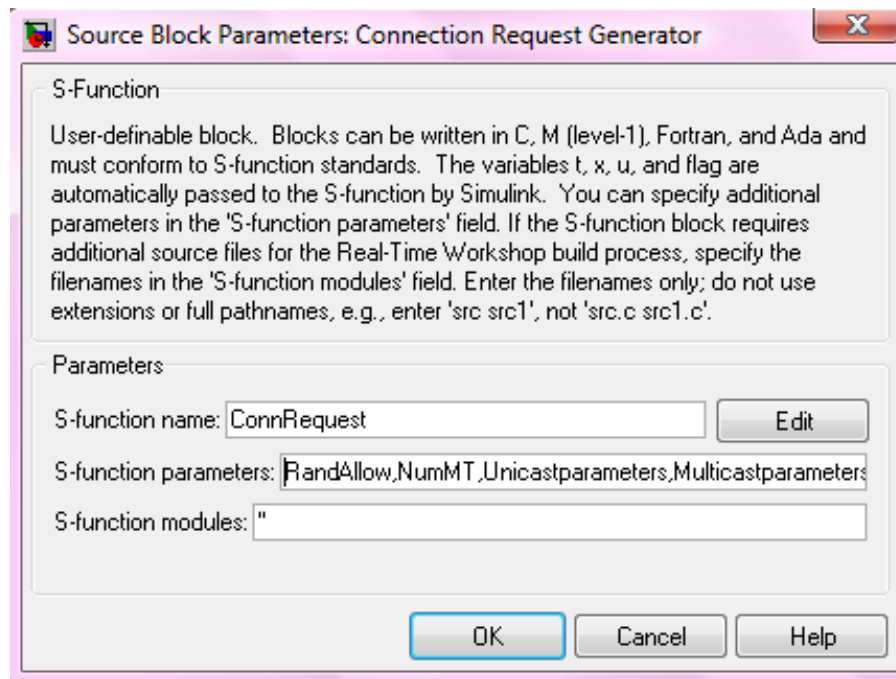 Source Block Parameters: Connection Request Generator
S-Function
User-definable block. Blocks can be written in C, M (level-1), Fortran, and Ada and
must conform to S-function standards. The variables t, x, u, and flag are
automatically passed to the S-function by Simulink. You can specify additional
parameters in the 'S-function parameters' field. If the S-function block requires
additional source files for the Real-Time Workshop build process, specify the
filenames in the 'S-function modules' field. Enter the filenames only; do not use
extensions or full pathnames, e.g., enter 'src src1', not 'src.c src1.c'.
Parameters
S-function name: ConnRequest Edit
S-function parameters: RandAllow,NumMT,Unicastparameters,Multicastparameters
S-function modules: ''
OK Cancel Help